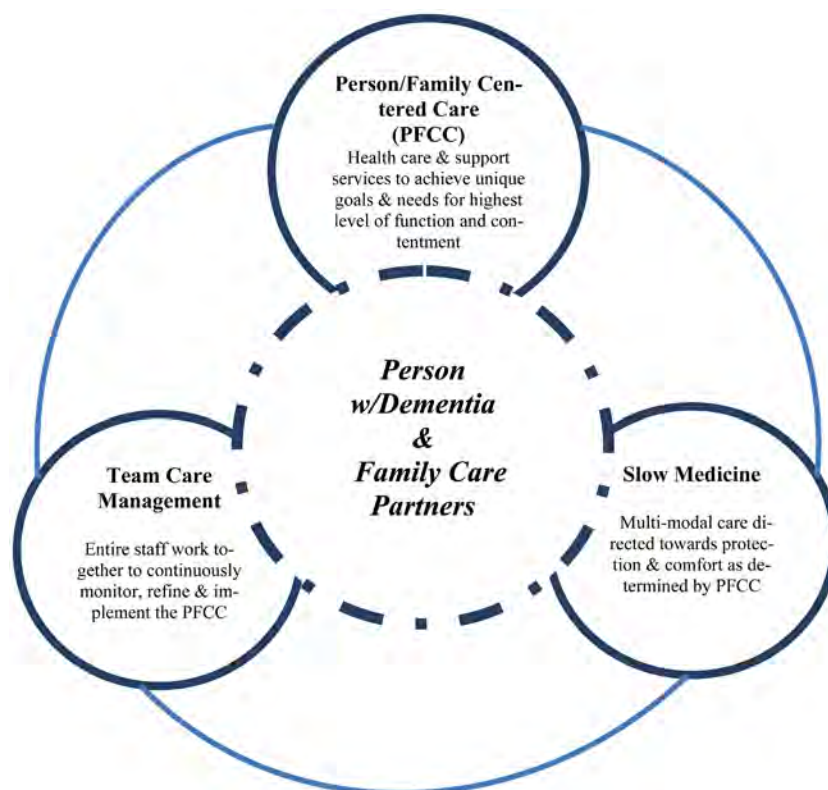 Person/Family Cen-
tered Care
(PFCC)
Health care & support
services to achieve unique
goals & needs for highest
level of function and con-
tentment
Person
w/Dementia
&
Family Care
Partners
Team Care
Management
Entire staff work to-
gether to continuously
monitor, refine & im-
plement the PFCC
Slow Medicine
Multi-modal care di-
rected towards protec-
tion & comfort as de-
termined by PFCC